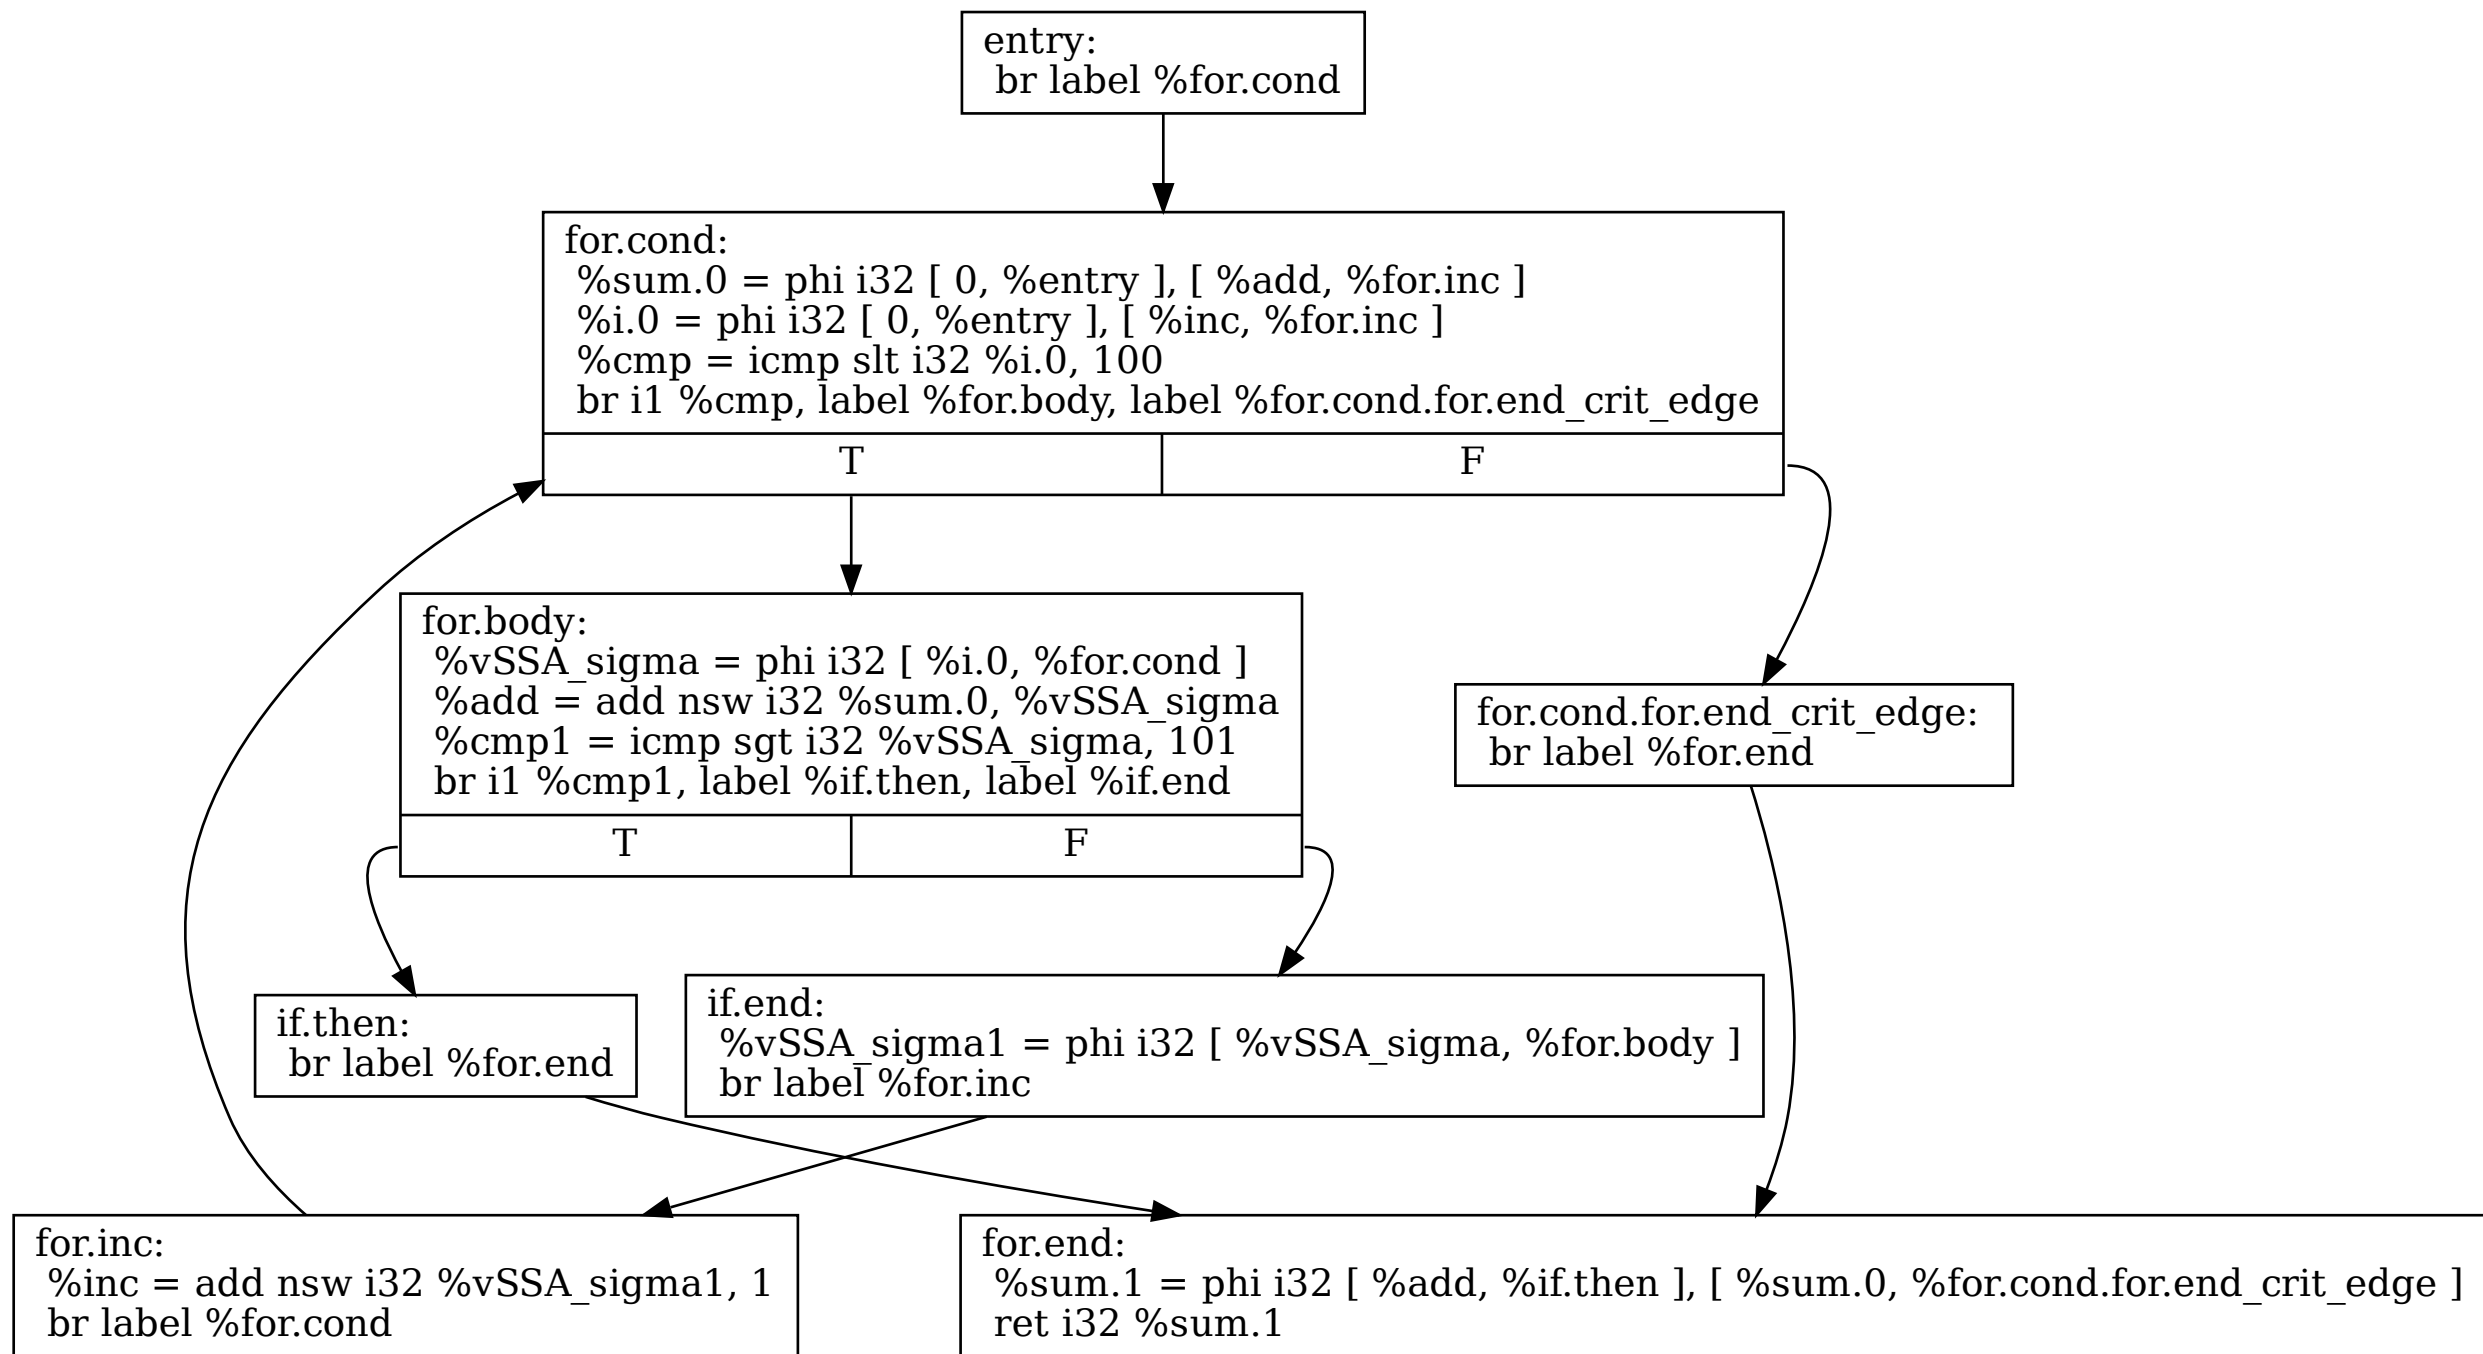 entry:
br label %for.cond
for.cond:
%sum.0 = phi i32 [ 0, %entry ], [ %add, %for.inc ]
%i.0 = phi i32 [ 0, %entry ], [ %inc, %for.inc ]
%cmp = icmp slt i32 %i.0, 100
br i1 %cmp, label %for.body, label %for.cond.for.end_crit_edge
T
F
for.body:
%vSSA_sigma = phi i32 [ %i.0, %for.cond ]
%add = add nsw i32 %sum.0, %vSSA_sigma
%cmp1 = icmp sgt i32 %vSSA_sigma, 101
br i1 %cmp1, label %if.then, label %if.end
T
F
for.cond.for.end_crit_edge:
br label %for.end
if.then:
br label %for.end
if.end:
%vSSA_sigma1 = phi i32 [ %vSSA_sigma, %for.body ]
br label %for.inc
for.inc:
%inc = add nsw i32 %vSSA_sigma1, 1
br label %for.cond
for.end:
%sum.1 = phi i32 [ %add, %if.then ], [ %sum.0, %for.cond.for.end_crit_edge ]
ret i32 %sum.1